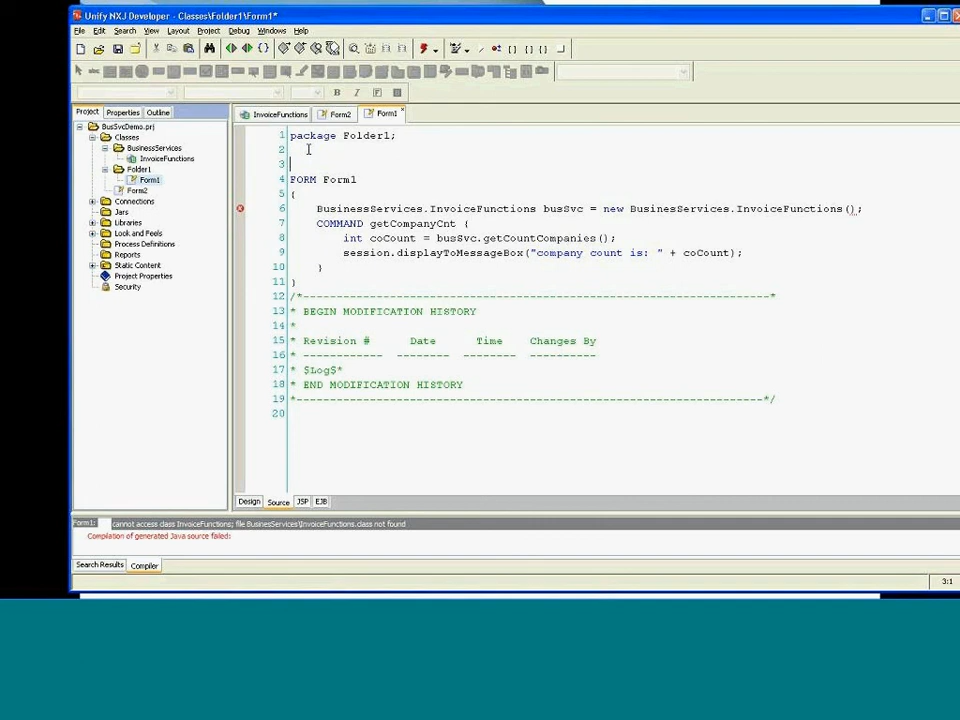 Unify NXJ Developer - Classes\Folder1\Form1*
File Edit Search View Layout Project Debug Windows Help
B I F
Project Properties Outline
InvoiceFunctions Form2 Form1
BusSvcDemo.prj
Classes
BusinessServices
InvoiceFunctions
Folder1
Form1
Form2
Connections
Jars
Libraries
Look and Feels
Process Definitions
Reports
Static Content
Project Properties
Security
1 package Folder1;
2
3
4 FORM Form1
5 {
6 BusinessServices.InvoiceFunctions busSvc = new BusinesServices.InvoiceFunctions();
7 COMMAND getCompanyCnt {
8 int coCount = busSvc.getCountCompanies();
9 session.displayToMessageBox("company count is: " + coCount);
10 }
11 }
12 /*----------------------------------------------------------------------*
13 * BEGIN MODIFICATION HISTORY
14 *
15 * Revision # Date Time Changes By
16 * ------------ -------- -------- ----------
17 * $Log$*
18 * END MODIFICATION HISTORY
19 *----------------------------------------------------------------------*/
20
Design Source JSP EJB
Form1: cannot access class InvoiceFunctions; file BusinesServices\InvoiceFunctions.class not found
Compilation of generated Java source failed:
Search Results Compiler
3:1